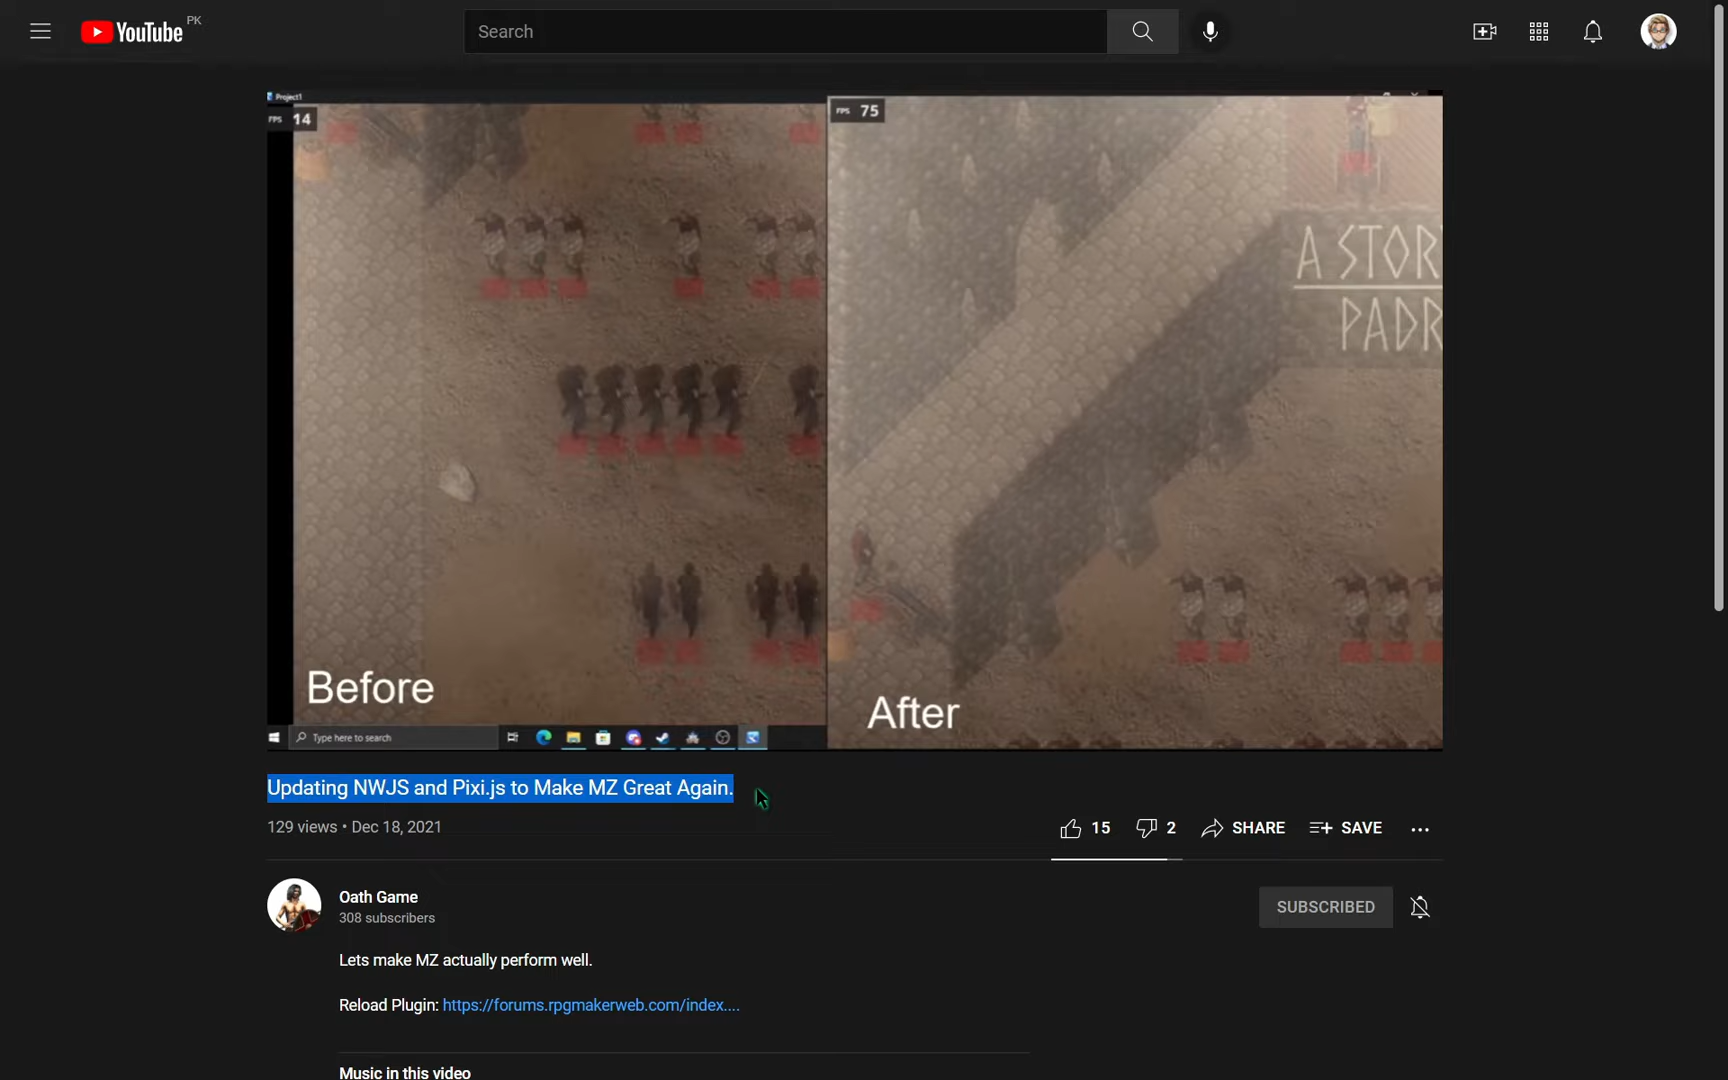 YouTube PK
Search
Project1
FPS 14
FPS 75
A STOR
PADR
Before
After
Type here to search
Updating NWJS and Pixi.js to Make MZ Great Again.
129 views • Dec 18, 2021
15
2
SHARE
SAVE
Oath Game
308 subscribers
SUBSCRIBED
Lets make MZ actually perform well.
Reload Plugin: https://forums.rpgmakerweb.com/index....
Music in this video